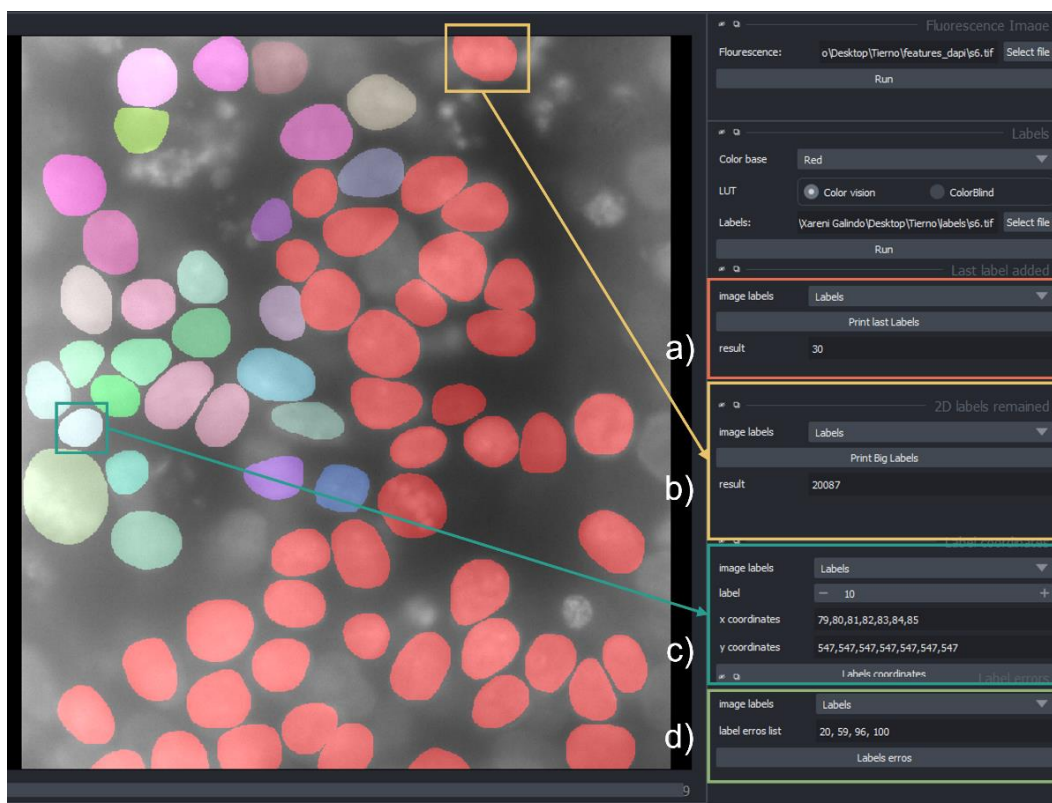 Fluorescence Image
Flourescence:
o\Desktop\Tierno\features_dapi\s6.tif
Select file
Run
Labels
Color base
Red
LUT
Color vision
ColorBlind
Labels:
\Xareni Galindo\Desktop\Tierno\labels\s6.tif
Select file
Run
Last label added
image labels
Labels
Print last Labels
a)
result
30
2D labels remained
image labels
Labels
Print Big Labels
b)
result
20087
Label coordinates
image labels
Labels
label
− 10 +
x coordinates
79,80,81,82,83,84,85
c)
y coordinates
547,547,547,547,547,547,547
Labels coordinates
Label errors
image labels
Labels
d)
label erros list
20, 59, 96, 100
Labels erros
9